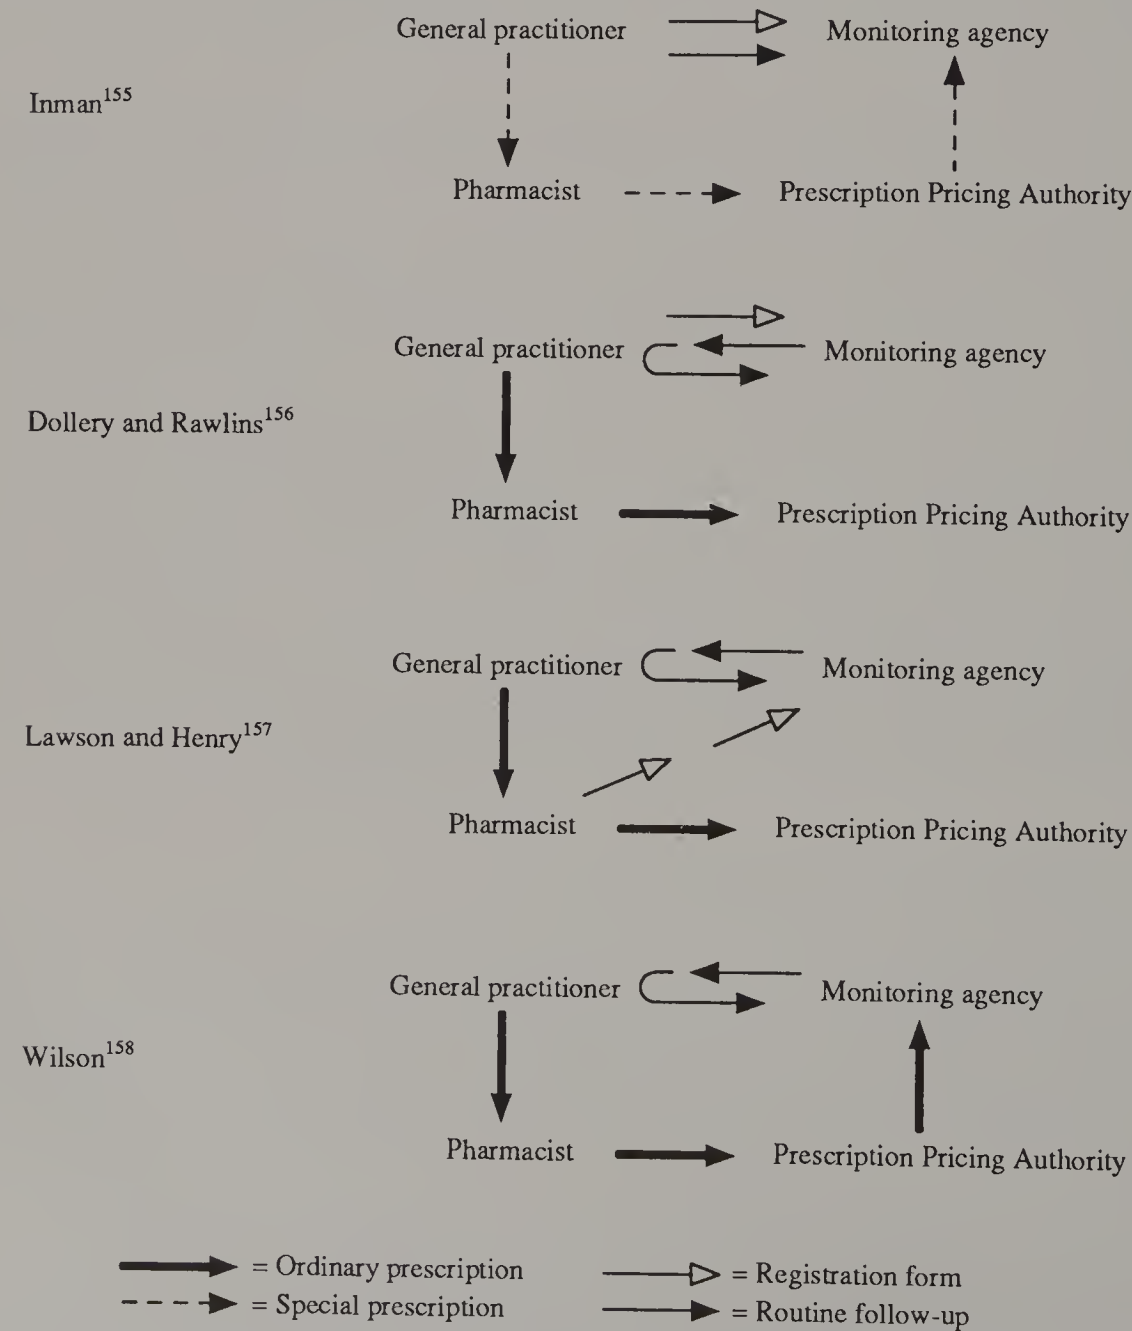 General practitioner Monitoring agency
Inman155
Pharmacist Prescription Pricing Authority
General practitioner Monitoring agency
Dollery and Rawlins156
Pharmacist Prescription Pricing Authority
General practitioner Monitoring agency
Lawson and Henry157
Pharmacist Prescription Pricing Authority
General practitioner Monitoring agency
Wilson158
Pharmacist Prescription Pricing Authority
= Ordinary prescription = Registration form
= Special prescription = Routine follow-up